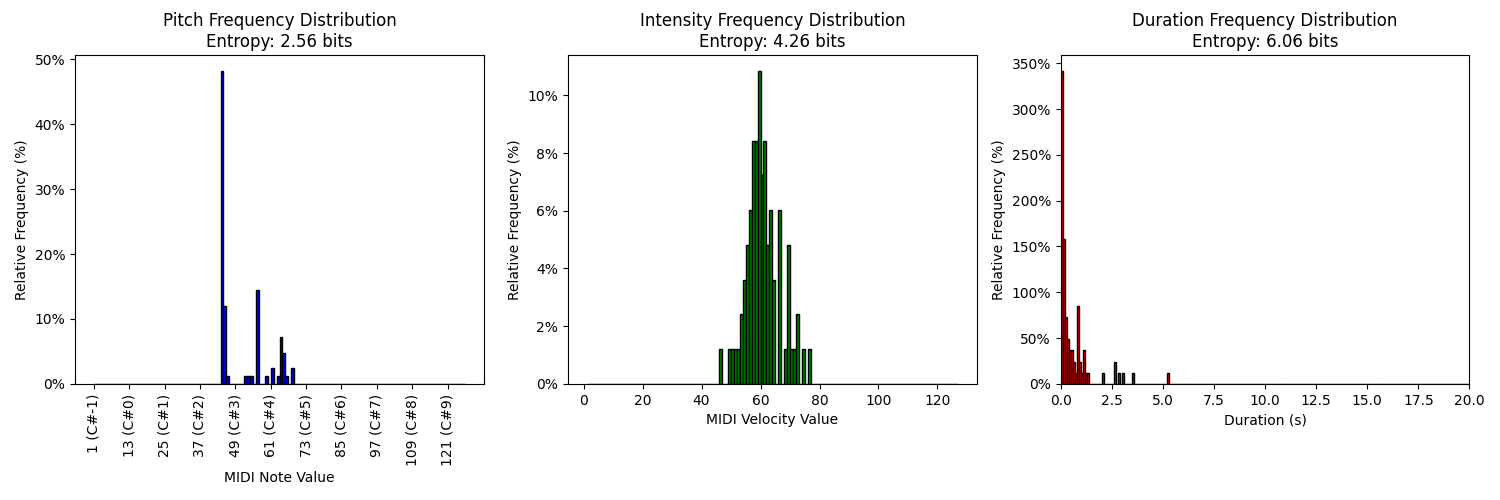 Pitch Frequency Distribution
Entropy: 2.56 bits
50%
40%
30%
20%
10%
0%
Relative Frequency (%)
1 (C#-1)
13 (C#0)
25 (C#1)
37 (C#2)
49 (C#3)
61 (C#4)
73 (C#5)
85 (C#6)
97 (C#7)
109 (C#8)
121 (C#9)
MIDI Note Value
Intensity Frequency Distribution
Entropy: 4.26 bits
10%
8%
6%
4%
2%
0%
Relative Frequency (%)
0 20 40 60 80 100 120
MIDI Velocity Value
Duration Frequency Distribution
Entropy: 6.06 bits
350%
300%
250%
200%
150%
100%
50%
0%
Relative Frequency (%)
0.0 2.5 5.0 7.5 10.0 12.5 15.0 17.5 20.0
Duration (s)